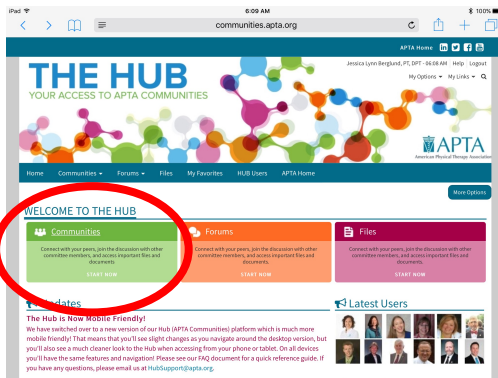 iPad 6:09 AM 100%
communities.apta.org
APTA Home in f
Jessica Lynn Berglund, PT, DPT - 06:08 AM Help Logout
My Options My Links
THE HUB
YOUR ACCESS TO APTA COMMUNITIES
APTA
American Physical Therapy Association
Home Communities Forums Files My Favorites HUB Users APTA Home
More Options
WELCOME TO THE HUB
Communities
Connect with your peers, join the discussion with other
committee members, and access important files and
documents
START NOW
Forums
Connect with your peers, join the discussion with other
committee members, and access important files and
documents.
START NOW
Files
Connect with your peers, join the discussion with other
committee members, and access important files and
documents.
START NOW
Updates
The Hub is Now Mobile Friendly!
We have switched over to a new version of our Hub (APTA Communities) platform which is much more
mobile friendly! That means that you'll see slight changes as you navigate around the desktop version, but
you'll also see a much cleaner look to the Hub when accessing from your phone or tablet. On all devices
you'll have the same features and navigation! Please see our FAQ document for a quick reference guide. If
you have any questions, please email us at HubSupport@apta.org.
Latest Users